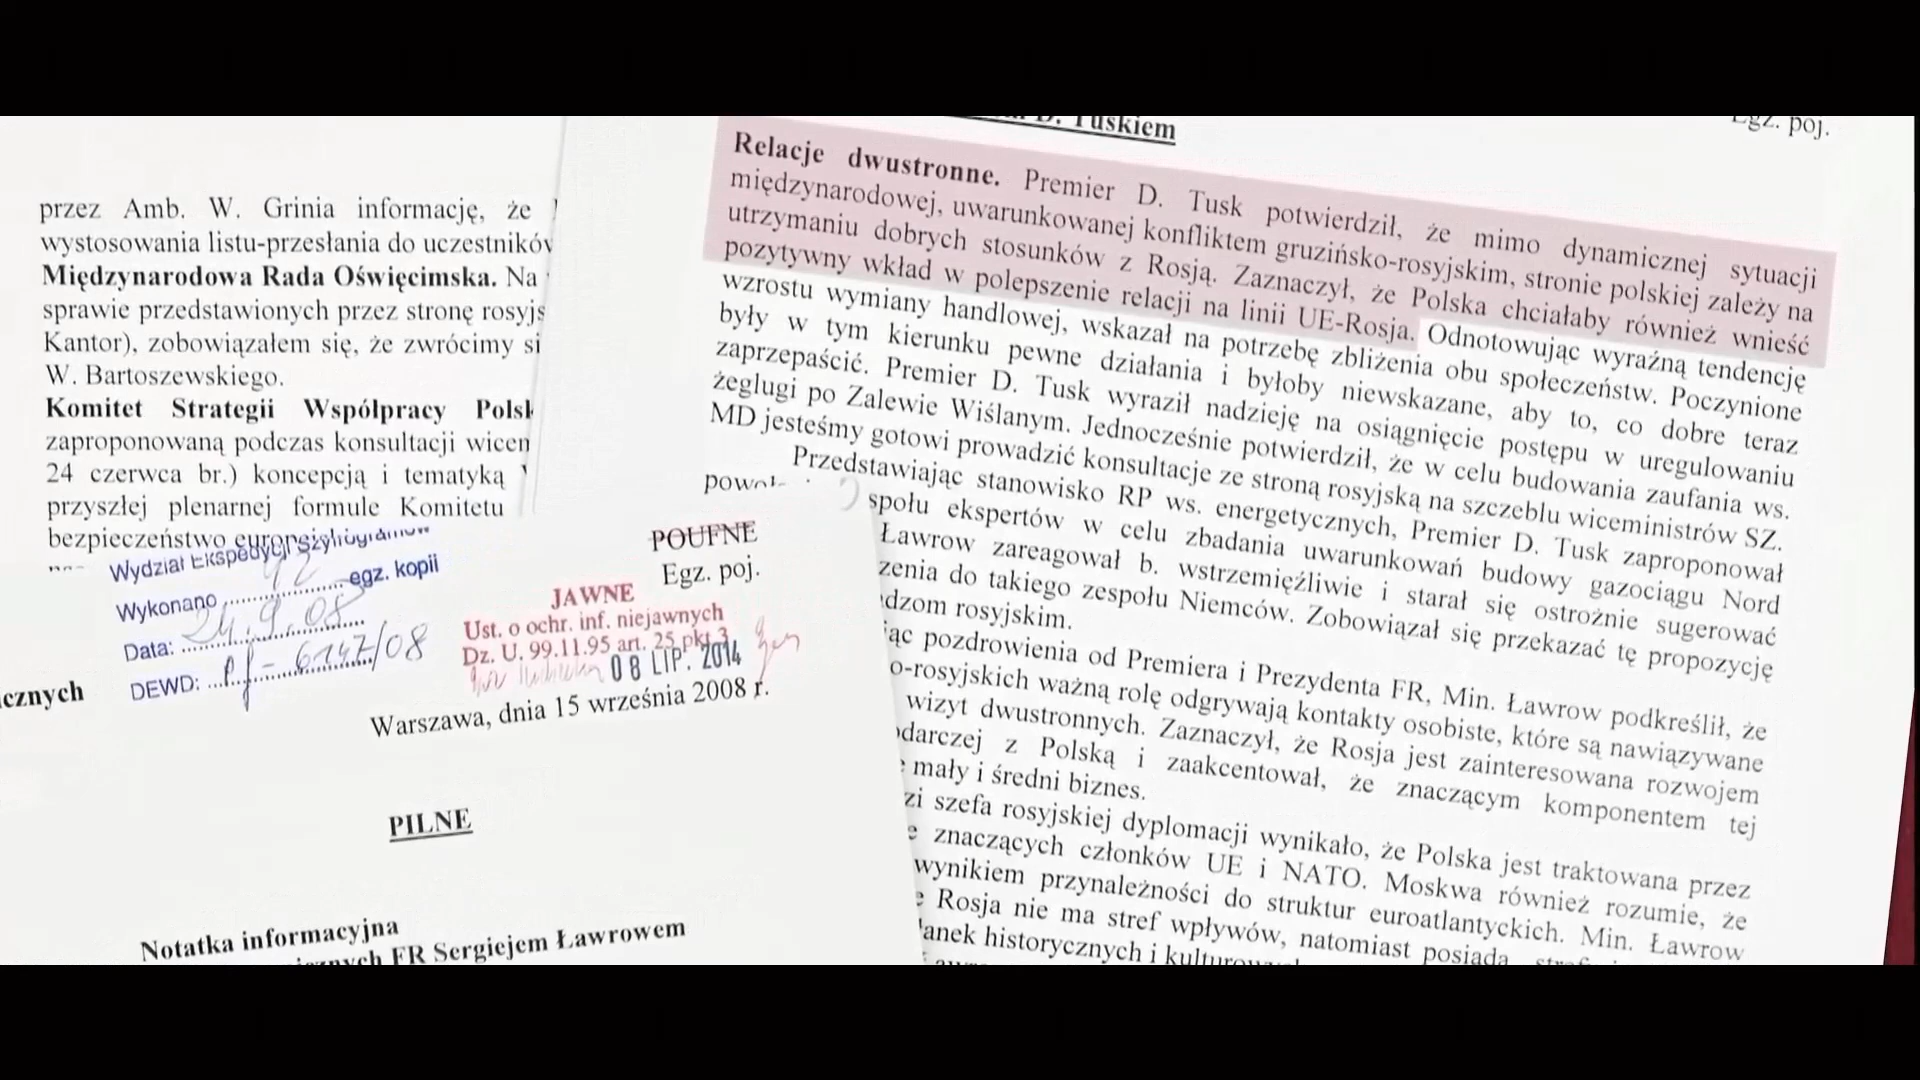 przez Amb. W. Grinia informację, że
wystosowania listu-przesłania do uczestników
Międzynarodowa Rada Oświęcimska. Na
sprawie przedstawionych przez stronę rosyjs
Kantor), zobowiązałem się, że zwrócimy si
W. Bartoszewskiego.
Komitet Strategii Współpracy Polsk
zaproponowaną podczas konsultacji wicem
24 czerwca br.) koncepcją i tematyką
przyszłej plenarnej formule Komitetu
bezpieczeństwo
D. Tuskiem
Egz. poj.
Relacje dwustronne. Premier D. Tusk potwierdził, że mimo dynamicznej sytuacji
międzynarodowej, uwarunkowanej konfliktem gruzińsko-rosyjskim, stronie polskiej zależy na
utrzymaniu dobrych stosunków z Rosją. Zaznaczył, że Polska chciałaby również wnieść
pozytywny wkład w polepszenie relacji na linii UE-Rosja. Odnotowując wyraźną tendencję
wzrostu wymiany handlowej, wskazał na potrzebę zbliżenia obu społeczeństw. Poczynione
były w tym kierunku pewne działania i byłoby niewskazane, aby to, co dobre teraz
zaprzepaścić. Premier D. Tusk wyraził nadzieję na osiągnięcie postępu w uregulowaniu
żeglugi po Zalewie Wiślanym. Jednocześnie potwierdził, że w celu budowania zaufania ws.
MD jesteśmy gotowi prowadzić konsultacje ze stroną rosyjską na szczeblu wiceministrów SZ.
Przedstawiając stanowisko RP ws. energetycznych, Premier D. Tusk zaproponował
społu ekspertów w celu zbadania uwarunkowań budowy gazociągu Nord
Ławrow zareagował b. wstrzemięźliwie i starał się ostrożnie sugerować
zenia do takiego zespołu Niemców. Zobowiązał się przekazać tę propozycję
dzom rosyjskim.
ąc pozdrowienia od Premiera i Prezydenta FR, Min. Ławrow podkreślił, że
o-rosyjskich ważną rolę odgrywają kontakty osobiste, które są nawiązywane
wizyt dwustronnych. Zaznaczył, że Rosja jest zainteresowana rozwojem
darczej z Polską i zaakcentował, że znaczącym komponentem tej
mały i średni biznes.
zi szefa rosyjskiej dyplomacji wynikało, że Polska jest traktowana przez
e znaczących członków UE i NATO. Moskwa również rozumie, że
wynikiem przynależności do struktur euroatlantyckich. Min. Ławrow
e Rosja nie ma stref wpływów, natomiast posiada
anek historycznych i
Wydział Ekspedycji Szyfrogramów
Wykonano 42 egz. kopii
Data: 24.9.08
DEWD: pf-6147/08
POUFNE
Egz. poj.
JAWNE
Ust. o ochr. inf. niejawnych
Dz. U. 99.11.95 art. 25 pkt 3
08 LIP. 2014
Warszawa, dnia 15 września 2008 r.
cznych
PILNE
Notatka informacyjna
FR Sergiejem Ławrowem